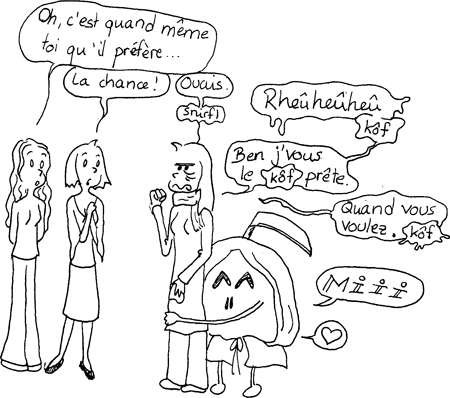 Oh, c'est quand même
toi qu'il préfère...
La chance!
Ouais.
snurfl
Rheûheûheû
kôf
Ben j'vous
le kôf prête.
Quand vous
voulez. kôf
Miii